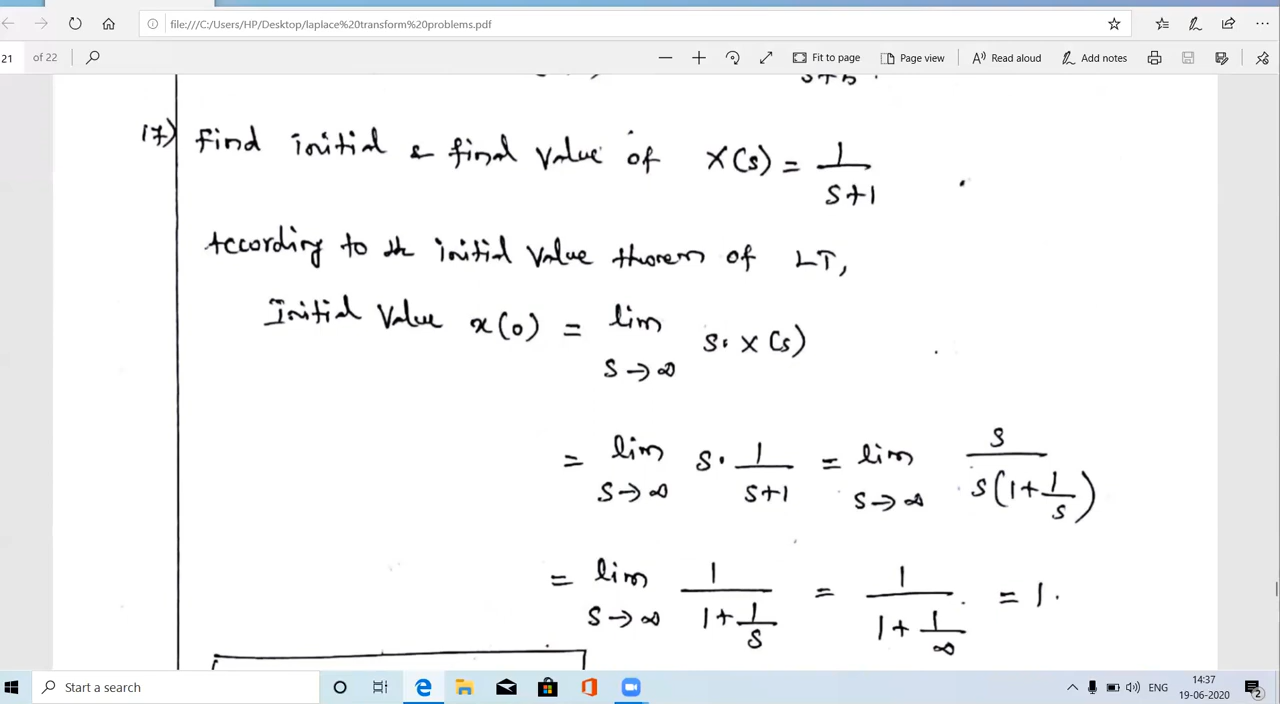 file:///C:/Users/HP/Desktop/laplace%20transform%20problems.pdf
21 of 22
Fit to page
Page view
Read aloud
Add notes
S+b
17) Find initial & final value of X(s) = 1/(S+1)
According to th initial value thorem of LT,
Initial Value x(0) = lim S→∞ s. X(s)
= lim S→∞ s. 1/(S+1) = lim S→∞ s/(s(1+1/s))
= lim S→∞ 1/(1+1/s) = 1/(1+1/∞) = 1.
Start a search
ENG
14:37
19-06-2020
2